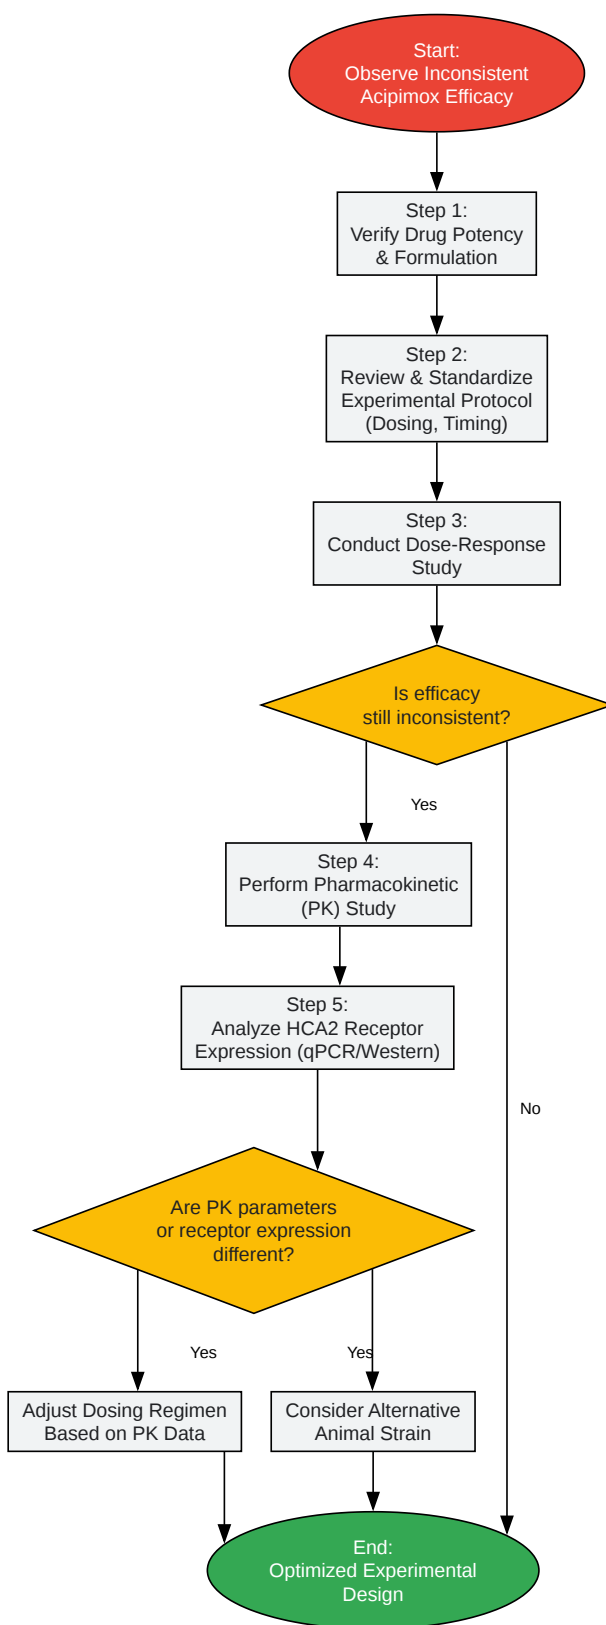 Start:
Observe Inconsistent
Acipimox Efficacy
Step 1:
Verify Drug Potency
& Formulation
Step 2:
Review & Standardize
Experimental Protocol
(Dosing, Timing)
Step 3:
Conduct Dose-Response
Study
Is efficacy
still inconsistent?
Yes
Step 4:
Perform Pharmacokinetic
(PK) Study
Step 5:
Analyze HCA2 Receptor
Expression (qPCR/Western)
No
Are PK parameters
or receptor expression
different?
Yes
Yes
Adjust Dosing Regimen
Based on PK Data
Consider Alternative
Animal Strain
End:
Optimized Experimental
Design